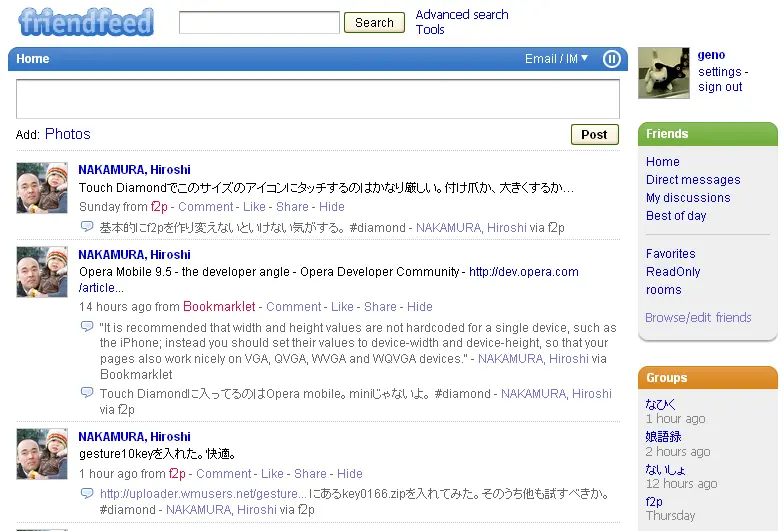 friendfeed
Search
Advanced search
Tools
Home
Email / IM
geno
settings -
sign out
Add: Photos
Post
NAKAMURA, Hiroshi
Touch Diamondでこのサイズのアイコンにタッチするのはかなり厳しい。付け爪か、大きくするか...
Sunday from f2p - Comment - Like - Share - Hide
基本的にf2pを作り変えないといけない気がする。 #diamond - NAKAMURA, Hiroshi via f2p
NAKAMURA, Hiroshi
Opera Mobile 9.5 - the developer angle - Opera Developer Community - http://dev.opera.com
/article...
14 hours ago from Bookmarklet - Comment - Like - Share - Hide
"It is recommended that width and height values are not hardcoded for a single device, such as
the iPhone; instead you should set their values to device-width and device-height, so that your
pages also work nicely on VGA, QVGA, WVGA and WQVGA devices." - NAKAMURA, Hiroshi via
Bookmarklet
Touch Diamondに入ってるのはOpera mobile。miniじゃないよ。 #diamond - NAKAMURA, Hiroshi
via f2p
NAKAMURA, Hiroshi
gesture10keyを入れた。快適。
1 hour ago from f2p - Comment - Like - Share - Hide
http://uploader.wmusers.net/gesture... にあるkey0166.zipを入れてみた。そのうち他も試すべきか。
#diamond - NAKAMURA, Hiroshi via f2p
Friends
Home
Direct messages
My discussions
Best of day
Favorites
ReadOnly
rooms
Browse/edit friends
Groups
なひく
1 hour ago
娘語録
2 hours ago
ないしょ
12 hours ago
f2p
Thursday